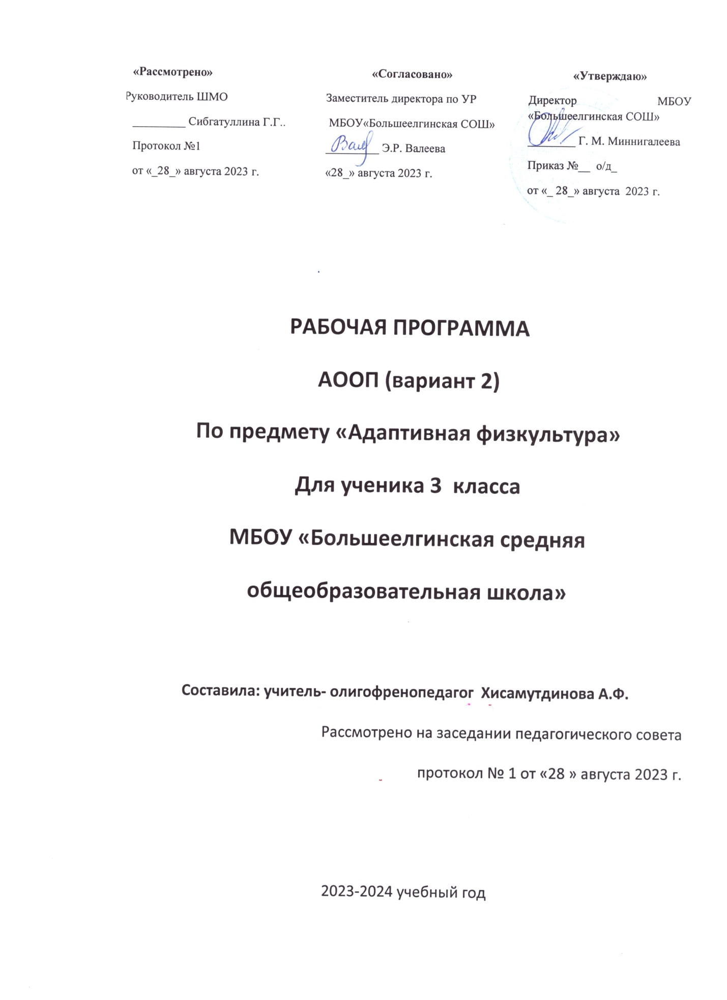 «Рассмотрено»
Руководитель ШМО
_________ Сибгатуллина Г.Г..
Протокол №1
от «_28_» августа 2023 г.
«Согласовано»
Заместитель директора по УР
МБОУ«Большеелгинская СОШ»
_________ Э.Р. Валеева
«28_» августа 2023 г.
«Утверждаю»
Директор МБОУ
«Большеелгинская СОШ»
________ Г. М. Миннигалеева
Приказ №__ о/д_
от «_ 28_» августа 2023 г.
РАБОЧАЯ ПРОГРАММА
АООП (вариант 2)
По предмету «Адаптивная физкультура»
Для ученика 3 класса
МБОУ «Большеелгинская средняя
общеобразовательная школа»
Составила: учитель- олигофренопедагог Хисамутдинова А.Ф.
Рассмотрено на заседании педагогического совета
протокол № 1 от «28 » августа 2023 г.
2023-2024 учебный год